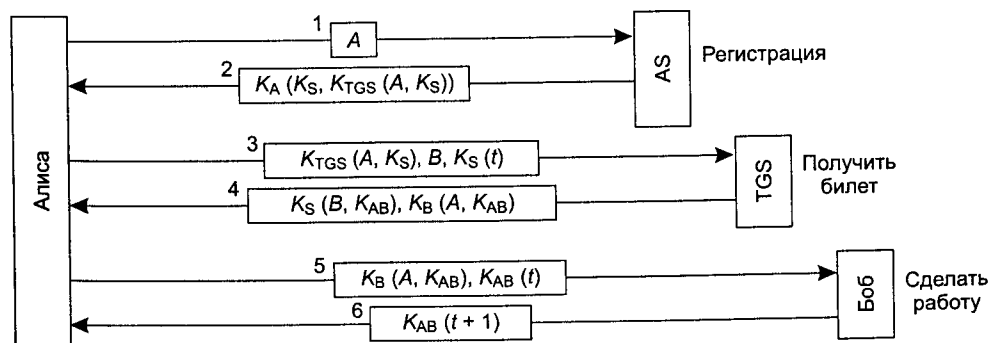 1
A
Регистрация
2
K_A (K_S, K_TGS (A, K_S))
AS
3
K_TGS (A, K_S), B, K_S (t)
Получить
билет
4
K_S (B, K_AB), K_B (A, K_AB)
TGS
Алиса
5
K_B (A, K_AB), K_AB (t)
Сделать
работу
6
K_AB (t + 1)
Боб